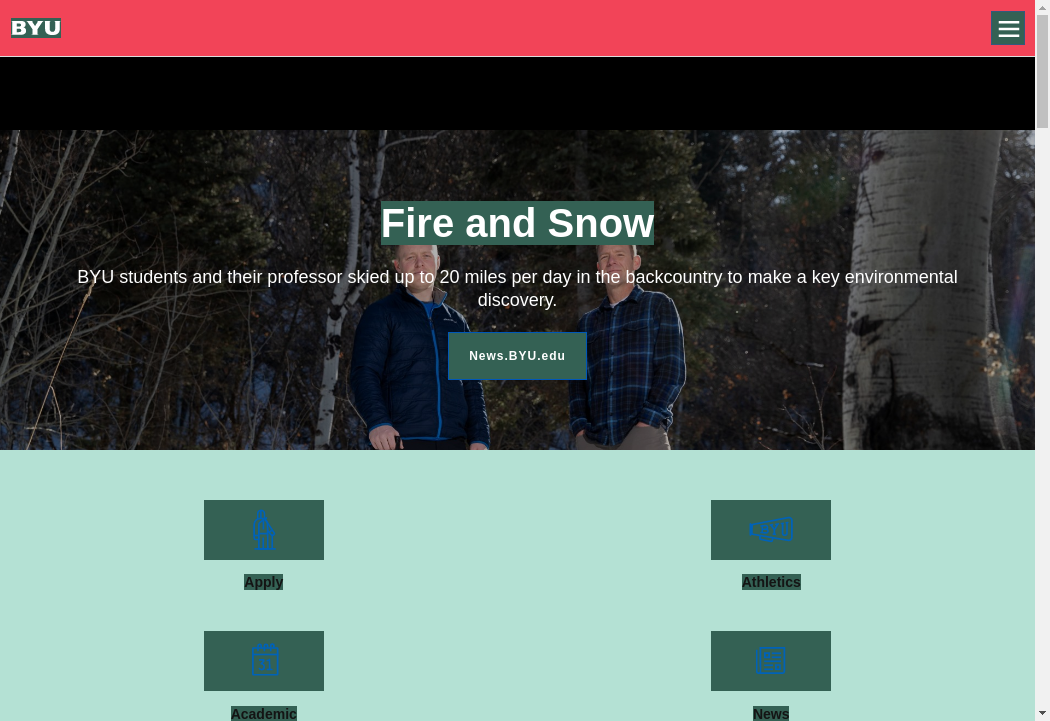 BYU
Fire and Snow
BYU students and their professor skied up to 20 miles per day in the backcountry to make a key environmental
discovery.
News.BYU.edu
Apply
Athletics
Academic
News